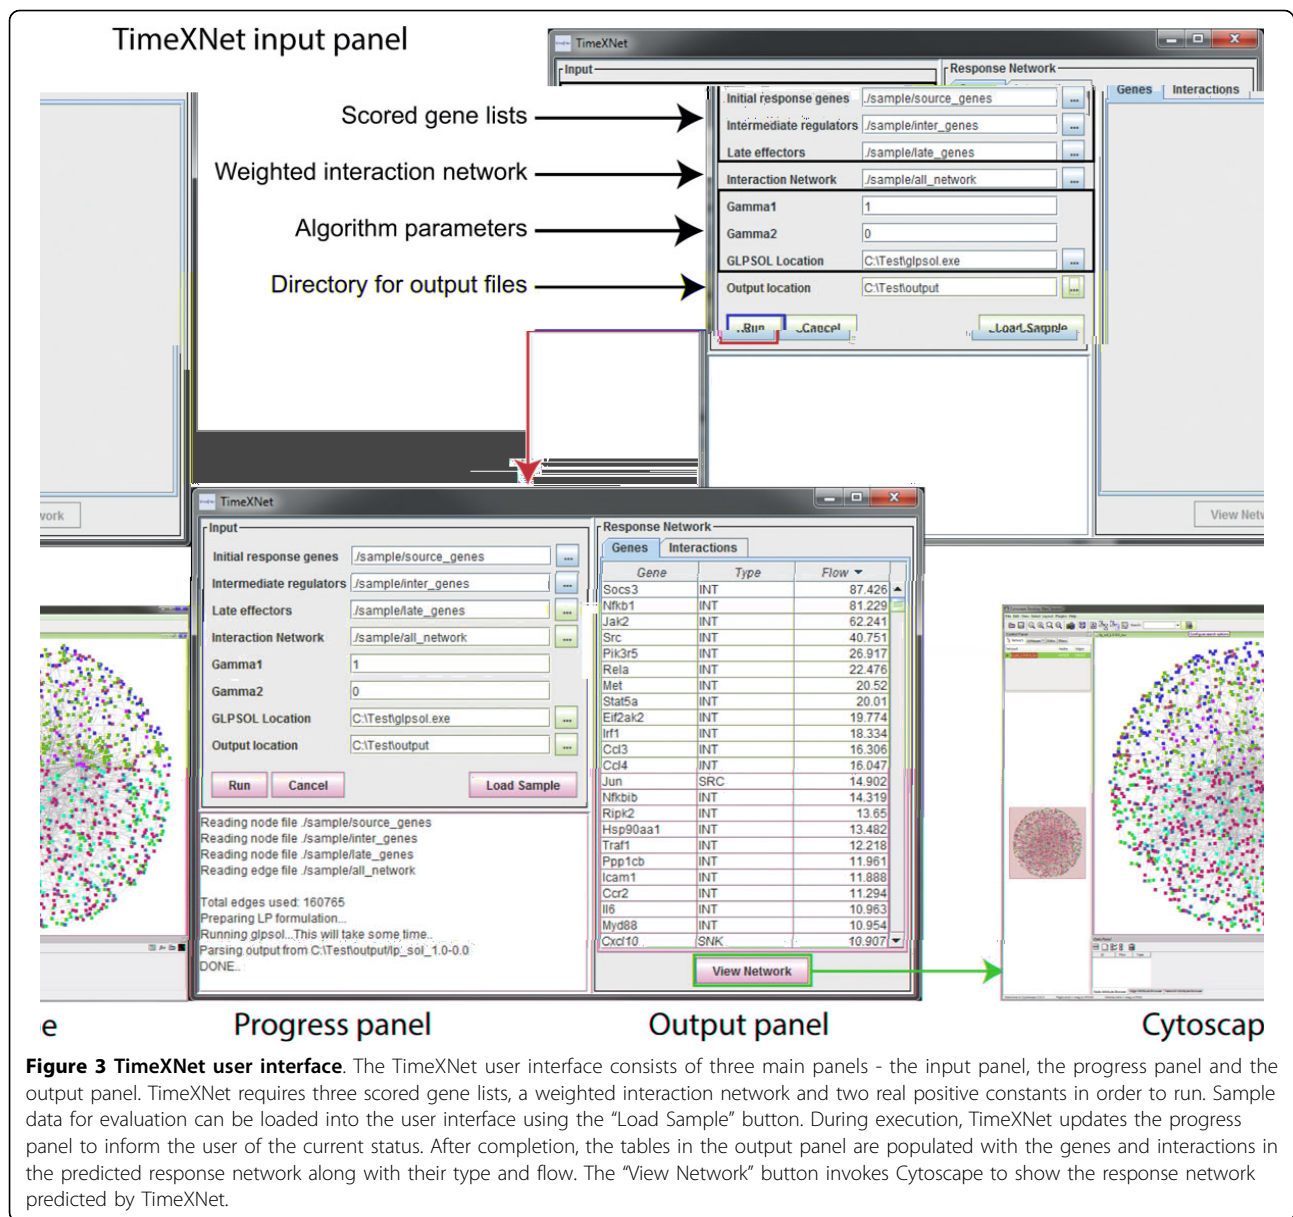 TimeXNet input panel
TimeXNet
Input
Response Network
Genes Interactions
Scored gene lists
Initial response genes ./sample/source_genes ...
Intermediate regulators ./sample/inter_genes ...
Late effectors ./sample/late_genes ...
Weighted interaction network
Interaction Network ./sample/all_network ...
Algorithm parameters
Gamma1 1
Gamma2 0
GLPSOL Location C:\Test\glpsol.exe ...
Directory for output files
Output location C:\Test\output ...
Run Cancel Load Sample
work
View Netw
TimeXNet
Input
Initial response genes ./sample/source_genes ...
Intermediate regulators ./sample/inter_genes ...
Late effectors ./sample/late_genes ...
Interaction Network ./sample/all_network ...
Gamma1 1
Gamma2 0
GLPSOL Location C:\Test\glpsol.exe ...
Output location C:\Test\output ...
Run Cancel Load Sample
Reading node file ./sample/source_genes
Reading node file ./sample/inter_genes
Reading node file ./sample/late_genes
Reading edge file ./sample/all_network
Total edges used: 160765
Preparing LP formulation...
Running glpsol...This will take some time..
Parsing output from C:\Test\output/lp_sol_1.0-0.0
DONE..
Response Network
Genes Interactions
Gene Type Flow
Socs3 INT 87.426
Nfkb1 INT 81.229
Jak2 INT 62.241
Src INT 40.751
Pik3r5 INT 26.917
Rela INT 22.476
Met INT 20.52
Stat5a INT 20.01
Eif2ak2 INT 19.774
Irf1 INT 18.334
Ccl3 INT 16.306
Ccl4 INT 16.047
Jun SRC 14.902
Nfkbib INT 14.319
Ripk2 INT 13.65
Hsp90aa1 INT 13.482
Traf1 INT 12.218
Ppp1cb INT 11.961
Icam1 INT 11.888
Ccr2 INT 11.294
Il6 INT 10.963
Myd88 INT 10.954
Cxcl10 SNK 10.907
View Network
e
Progress panel
Output panel
Cytoscap
Figure 3 TimeXNet user interface. The TimeXNet user interface consists of three main panels - the input panel, the progress panel and the
output panel. TimeXNet requires three scored gene lists, a weighted interaction network and two real positive constants in order to run. Sample
data for evaluation can be loaded into the user interface using the “Load Sample” button. During execution, TimeXNet updates the progress
panel to inform the user of the current status. After completion, the tables in the output panel are populated with the genes and interactions in
the predicted response network along with their type and flow. The “View Network” button invokes Cytoscape to show the response network
predicted by TimeXNet.